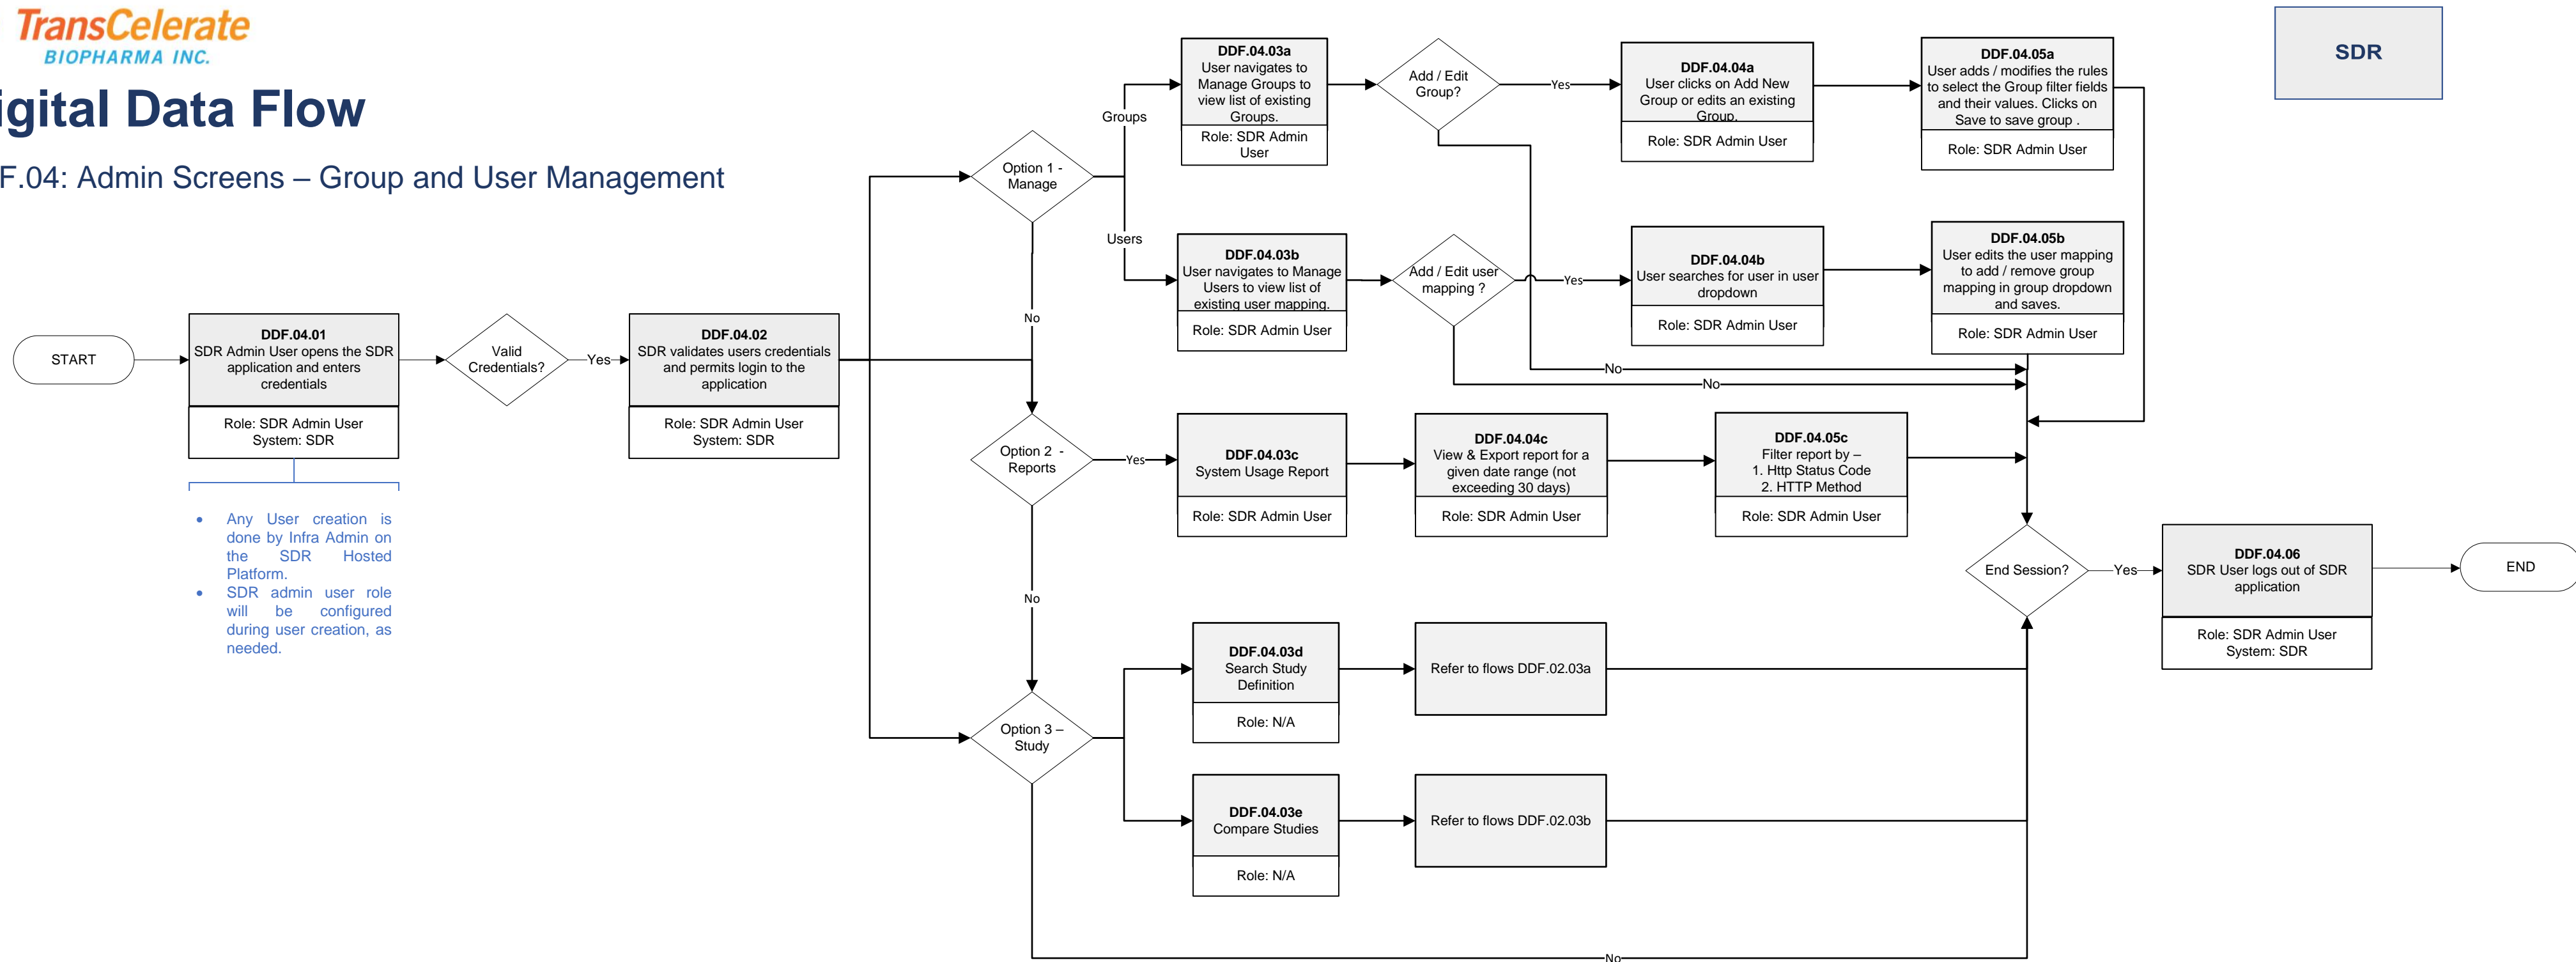 TransCelerate
BIOPHARMA INC.
igital Data Flow
F.04: Admin Screens – Group and User Management
SDR
START
DDF.04.01
SDR Admin User opens the SDR
application and enters
credentials
Role: SDR Admin User
System: SDR
• Any User creation is
done by Infra Admin on
the SDR Hosted
Platform.
• SDR admin user role
will be configured
during user creation, as
needed.
Valid
Credentials?
Yes
DDF.04.02
SDR validates users credentials
and permits login to the
application
Role: SDR Admin User
System: SDR
Option 1 -
Manage
Groups
Users
No
DDF.04.03a
User navigates to
Manage Groups to
view list of existing
Groups.
Role: SDR Admin
User
Add / Edit
Group?
Yes
DDF.04.04a
User clicks on Add New
Group or edits an existing
Group.
Role: SDR Admin User
DDF.04.05a
User adds / modifies the rules
to select the Group filter fields
and their values. Clicks on
Save to save group .
Role: SDR Admin User
DDF.04.03b
User navigates to Manage
Users to view list of
existing user mapping.
Role: SDR Admin User
Add / Edit user
mapping ?
Yes
DDF.04.04b
User searches for user in user
dropdown
Role: SDR Admin User
DDF.04.05b
User edits the user mapping
to add / remove group
mapping in group dropdown
and saves.
Role: SDR Admin User
No
No
Option 2 -
Reports
Yes
No
DDF.04.03c
System Usage Report
Role: SDR Admin User
DDF.04.04c
View & Export report for a
given date range (not
exceeding 30 days)
Role: SDR Admin User
DDF.04.05c
Filter report by –
1. Http Status Code
2. HTTP Method
Role: SDR Admin User
End Session?
Yes
DDF.04.06
SDR User logs out of SDR
application
Role: SDR Admin User
System: SDR
END
Option 3 –
Study
DDF.04.03d
Search Study
Definition
Role: N/A
Refer to flows DDF.02.03a
DDF.04.03e
Compare Studies
Role: N/A
Refer to flows DDF.02.03b
No